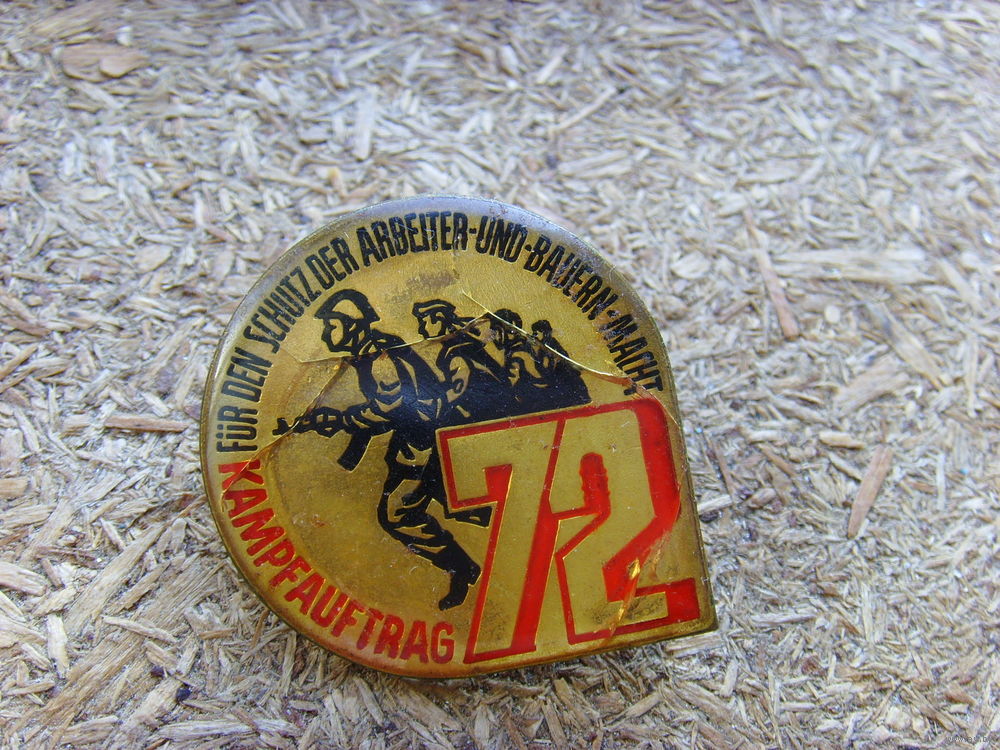 FÜR DEN SCHUTZ DER ARBEITER-UND-BAUERN-MACHT
KAMPFAUFTRAG
72